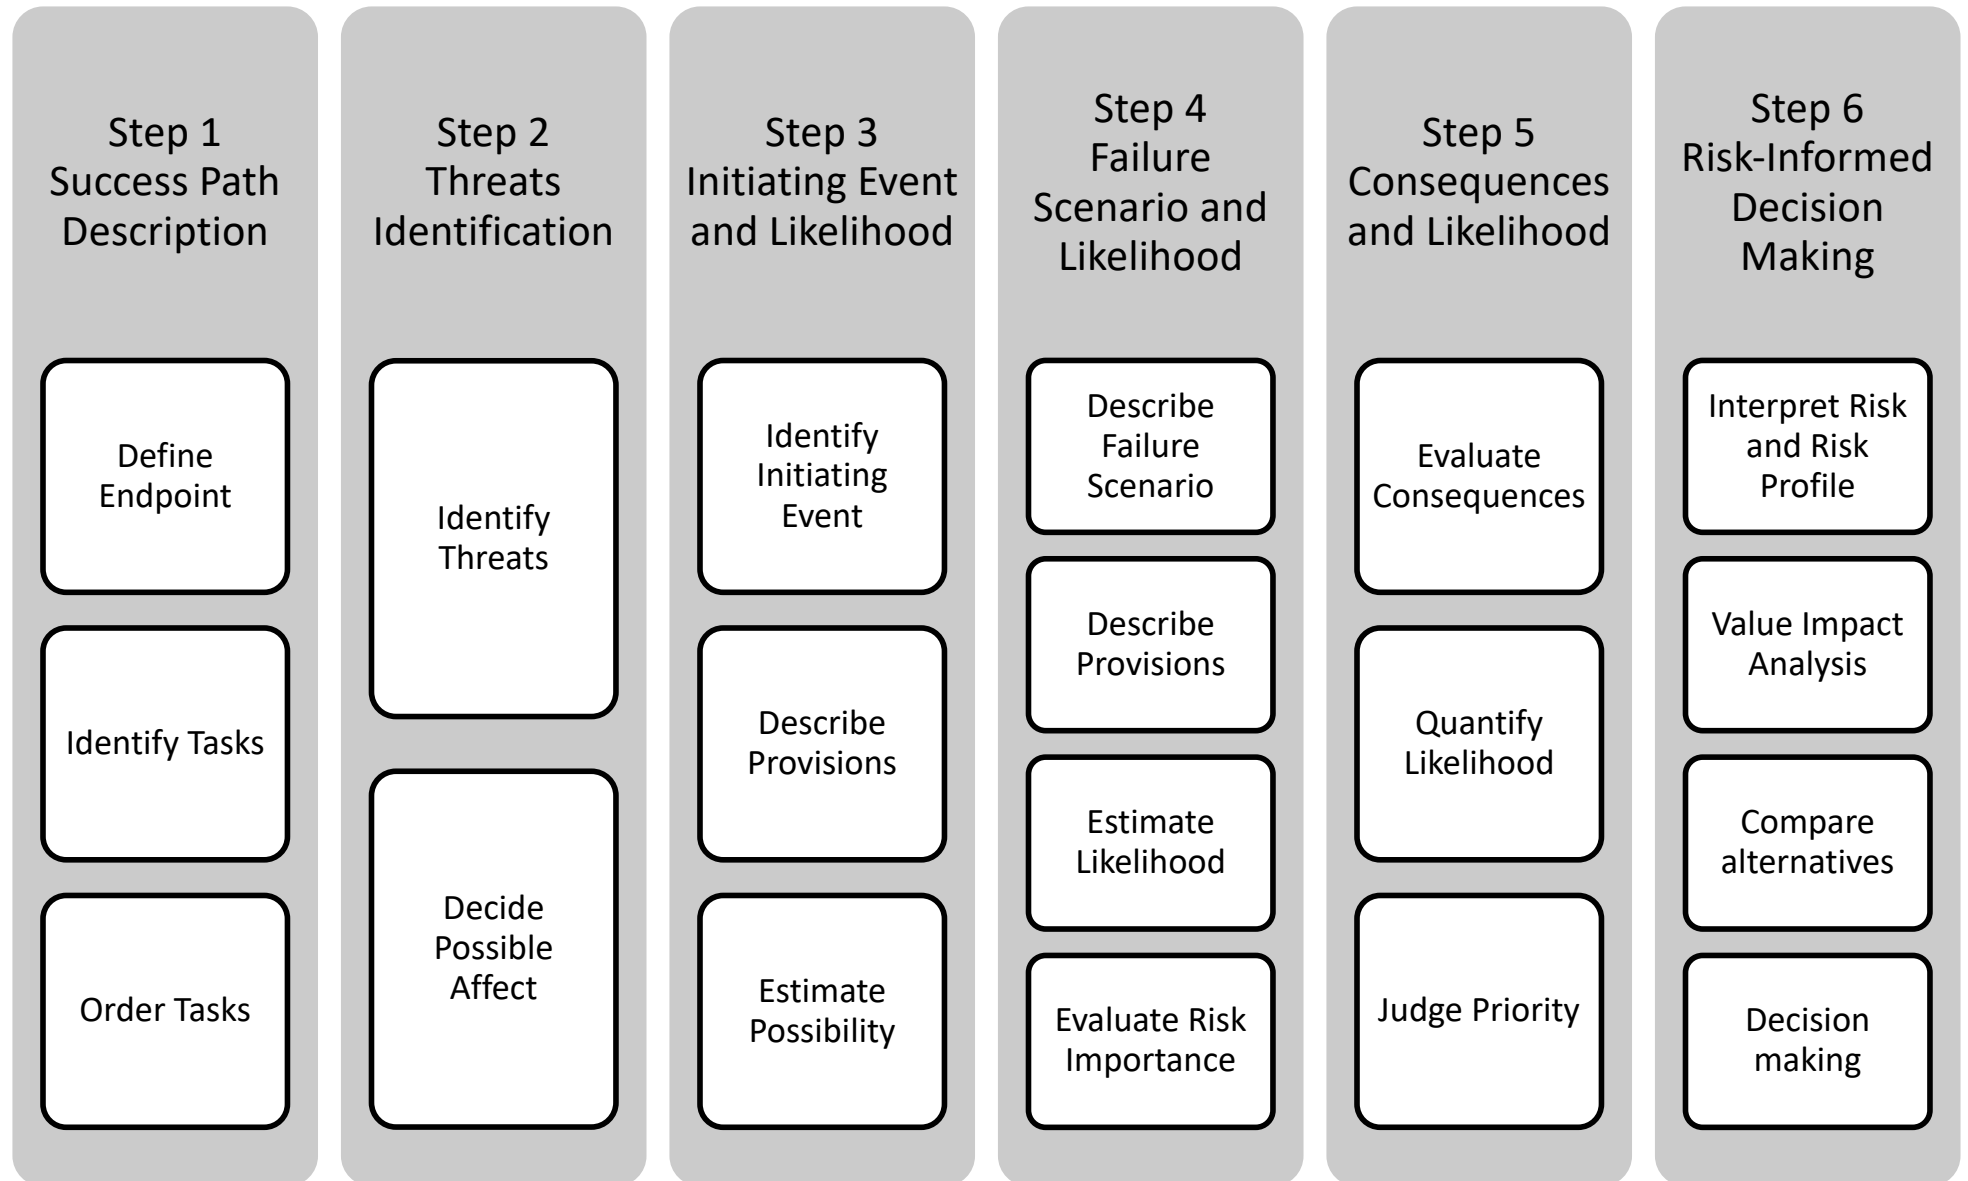 Step 1
Success Path
Description
Define
Endpoint
Identify Tasks
Order Tasks
Step 2
Threats
Identification
Identify
Threats
Decide
Possible
Affect
Step 3
Initiating Event
and Likelihood
Identify
Initiating
Event
Describe
Provisions
Estimate
Possibility
Step 4
Failure
Scenario and
Likelihood
Describe
Failure
Scenario
Describe
Provisions
Estimate
Likelihood
Evaluate Risk
Importance
Step 5
Consequences
and Likelihood
Evaluate
Consequences
Quantify
Likelihood
Judge Priority
Step 6
Risk-Informed
Decision
Making
Interpret Risk
and Risk
Profile
Value Impact
Analysis
Compare
alternatives
Decision
making